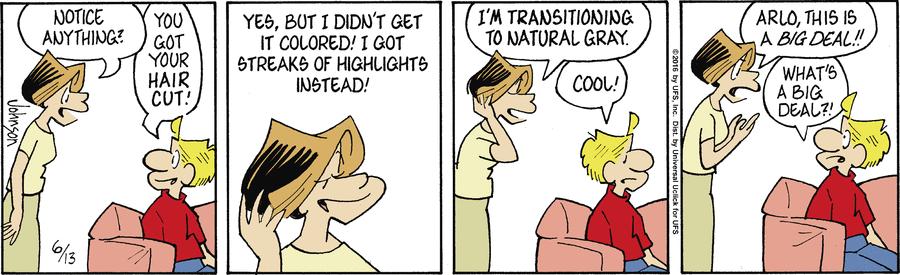 NOTICE
ANYTHING?
YOU
GOT
YOUR
HAIR
CUT!
Johnson
6/13
YES, BUT I DIDN'T GET
IT COLORED! I GOT
STREAKS OF HIGHLIGHTS
INSTEAD!
I'M TRANSITIONING
TO NATURAL GRAY.
COOL!
©2016 by UFS, Inc. Dist. by Universal Uclick for UFS
ARLO, THIS IS
A BIG DEAL!!
WHAT'S
A BIG
DEAL?!